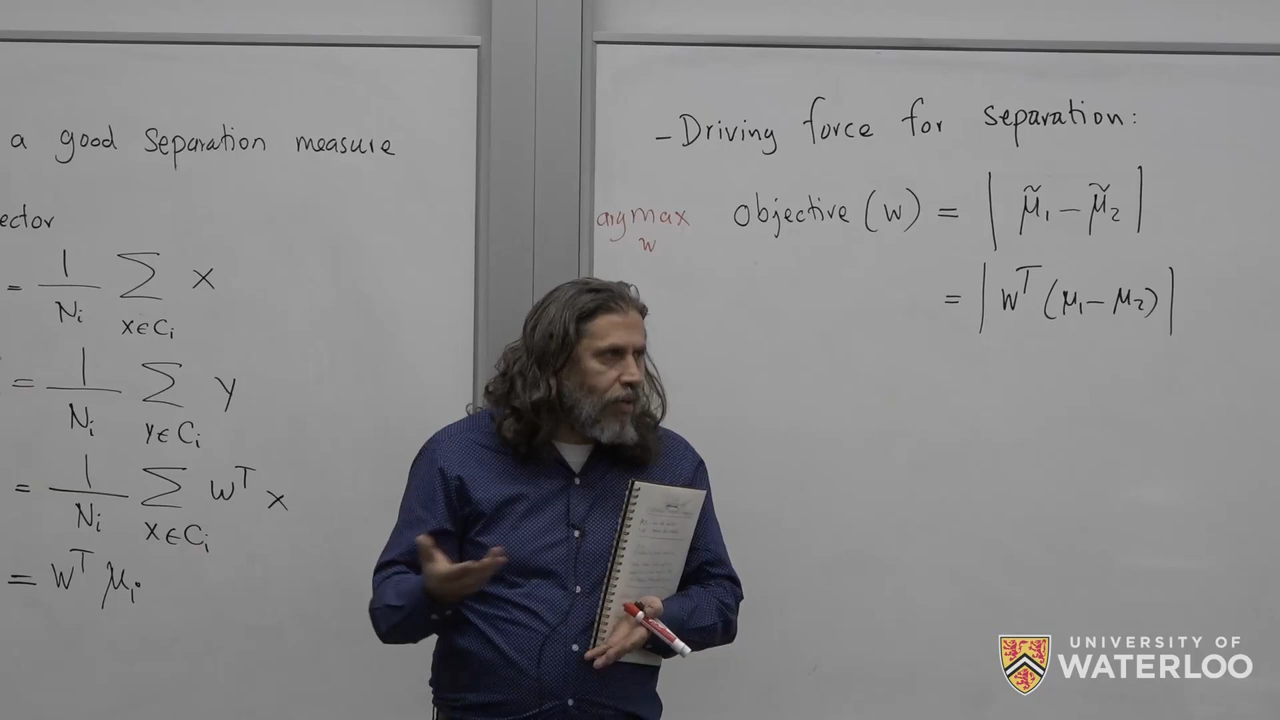 a good separation measure
ector
= 1/Nᵢ Σ x∈Cᵢ x
= 1/Nᵢ Σ y∈Cᵢ y
= 1/Nᵢ Σ x∈Cᵢ wᵀ x
= wᵀ μᵢ
- Driving force for separation:
argmax w objective (w) = | μ̃₁ - μ̃₂ |
= | wᵀ (μ₁ - μ₂) |
UNIVERSITY OF
WATERLOO